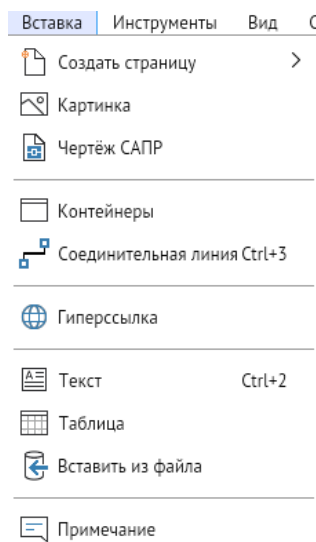 Вставка Инструменты Вид
Создать страницу
Картинка
Чертёж САПР
Контейнеры
Соединительная линия Ctrl+3
Гиперссылка
Текст Ctrl+2
Таблица
Вставить из файла
Примечание